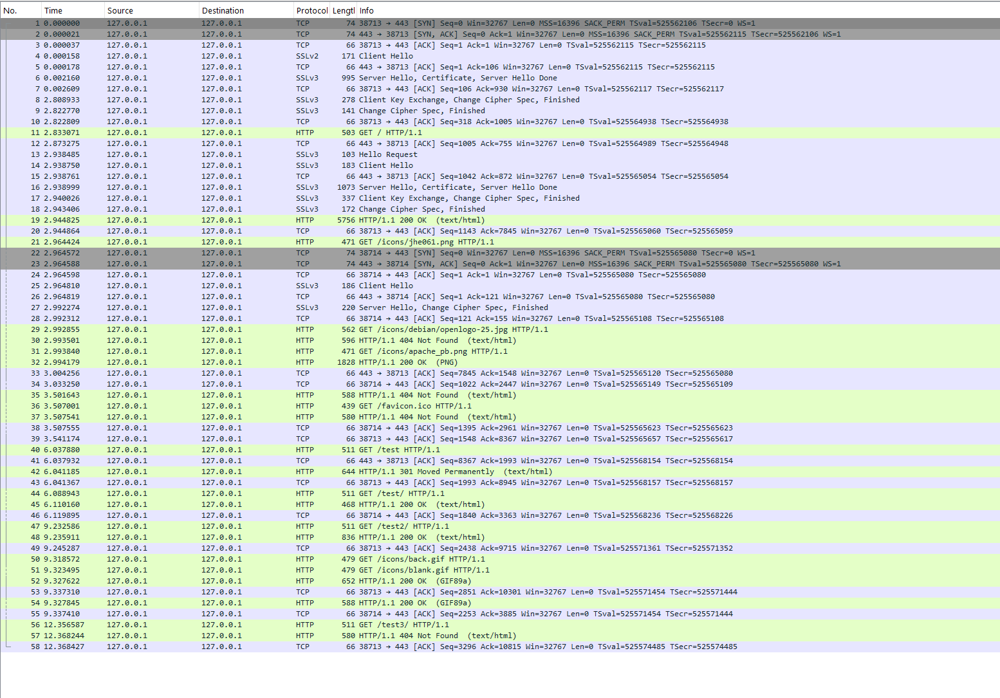 No. Time Source Destination Protocol Lengtl Info
1 0.000000 127.0.0.1 127.0.0.1 TCP 74 38713 → 443 [SYN] Seq=0 Win=32767 Len=0 MSS=16396 SACK_PERM TSval=525562106 TSecr=0 WS=1
2 0.000021 127.0.0.1 127.0.0.1 TCP 74 443 → 38713 [SYN, ACK] Seq=0 Ack=1 Win=32767 Len=0 MSS=16396 SACK_PERM TSval=525562115 TSecr=525562106 WS=1
3 0.000037 127.0.0.1 127.0.0.1 TCP 66 38713 → 443 [ACK] Seq=1 Ack=1 Win=32767 Len=0 TSval=525562115 TSecr=525562115
4 0.000158 127.0.0.1 127.0.0.1 SSLv2 171 Client Hello
5 0.000178 127.0.0.1 127.0.0.1 TCP 66 443 → 38713 [ACK] Seq=1 Ack=106 Win=32767 Len=0 TSval=525562115 TSecr=525562115
6 0.002160 127.0.0.1 127.0.0.1 SSLv3 995 Server Hello, Certificate, Server Hello Done
7 0.002609 127.0.0.1 127.0.0.1 TCP 66 38713 → 443 [ACK] Seq=106 Ack=930 Win=32767 Len=0 TSval=525562117 TSecr=525562117
8 2.808933 127.0.0.1 127.0.0.1 SSLv3 278 Client Key Exchange, Change Cipher Spec, Finished
9 2.822770 127.0.0.1 127.0.0.1 SSLv3 141 Change Cipher Spec, Finished
10 2.822809 127.0.0.1 127.0.0.1 TCP 66 38713 → 443 [ACK] Seq=318 Ack=1005 Win=32767 Len=0 TSval=525564938 TSecr=525564938
11 2.833071 127.0.0.1 127.0.0.1 HTTP 503 GET / HTTP/1.1
12 2.873275 127.0.0.1 127.0.0.1 TCP 66 443 → 38713 [ACK] Seq=1005 Ack=755 Win=32767 Len=0 TSval=525564989 TSecr=525564948
13 2.938485 127.0.0.1 127.0.0.1 SSLv3 103 Hello Request
14 2.938750 127.0.0.1 127.0.0.1 SSLv3 183 Client Hello
15 2.938761 127.0.0.1 127.0.0.1 TCP 66 443 → 38713 [ACK] Seq=1042 Ack=872 Win=32767 Len=0 TSval=525565054 TSecr=525565054
16 2.938999 127.0.0.1 127.0.0.1 SSLv3 1073 Server Hello, Certificate, Server Hello Done
17 2.940026 127.0.0.1 127.0.0.1 SSLv3 337 Client Key Exchange, Change Cipher Spec, Finished
18 2.943406 127.0.0.1 127.0.0.1 SSLv3 172 Change Cipher Spec, Finished
19 2.944825 127.0.0.1 127.0.0.1 HTTP 5756 HTTP/1.1 200 OK (text/html)
20 2.944864 127.0.0.1 127.0.0.1 TCP 66 38713 → 443 [ACK] Seq=1143 Ack=7845 Win=32767 Len=0 TSval=525565060 TSecr=525565059
21 2.964424 127.0.0.1 127.0.0.1 HTTP 471 GET /icons/jhe061.png HTTP/1.1
22 2.964572 127.0.0.1 127.0.0.1 TCP 74 38714 → 443 [SYN] Seq=0 Win=32767 Len=0 MSS=16396 SACK_PERM TSval=525565080 TSecr=0 WS=1
23 2.964588 127.0.0.1 127.0.0.1 TCP 74 443 → 38714 [SYN, ACK] Seq=0 Ack=1 Win=32767 Len=0 MSS=16396 SACK_PERM TSval=525565080 TSecr=525565080 WS=1
24 2.964598 127.0.0.1 127.0.0.1 TCP 66 38714 → 443 [ACK] Seq=1 Ack=1 Win=32767 Len=0 TSval=525565080 TSecr=525565080
25 2.964810 127.0.0.1 127.0.0.1 SSLv3 186 Client Hello
26 2.964819 127.0.0.1 127.0.0.1 TCP 66 443 → 38714 [ACK] Seq=1 Ack=121 Win=32767 Len=0 TSval=525565080 TSecr=525565080
27 2.992274 127.0.0.1 127.0.0.1 SSLv3 220 Server Hello, Change Cipher Spec, Finished
28 2.992312 127.0.0.1 127.0.0.1 TCP 66 38714 → 443 [ACK] Seq=121 Ack=155 Win=32767 Len=0 TSval=525565108 TSecr=525565108
29 2.992855 127.0.0.1 127.0.0.1 HTTP 562 GET /icons/debian/openlogo-25.jpg HTTP/1.1
30 2.993501 127.0.0.1 127.0.0.1 HTTP 596 HTTP/1.1 404 Not Found (text/html)
31 2.993840 127.0.0.1 127.0.0.1 HTTP 471 GET /icons/apache_pb.png HTTP/1.1
32 2.994179 127.0.0.1 127.0.0.1 HTTP 1828 HTTP/1.1 200 OK (PNG)
33 3.004256 127.0.0.1 127.0.0.1 TCP 66 443 → 38713 [ACK] Seq=7845 Ack=1548 Win=32767 Len=0 TSval=525565120 TSecr=525565080
34 3.033250 127.0.0.1 127.0.0.1 TCP 66 38714 → 443 [ACK] Seq=1022 Ack=2447 Win=32767 Len=0 TSval=525565149 TSecr=525565109
35 3.501643 127.0.0.1 127.0.0.1 HTTP 588 HTTP/1.1 404 Not Found (text/html)
36 3.507001 127.0.0.1 127.0.0.1 HTTP 439 GET /favicon.ico HTTP/1.1
37 3.507541 127.0.0.1 127.0.0.1 HTTP 580 HTTP/1.1 404 Not Found (text/html)
38 3.507555 127.0.0.1 127.0.0.1 TCP 66 38714 → 443 [ACK] Seq=1395 Ack=2961 Win=32767 Len=0 TSval=525565623 TSecr=525565623
39 3.541174 127.0.0.1 127.0.0.1 TCP 66 38713 → 443 [ACK] Seq=1548 Ack=8367 Win=32767 Len=0 TSval=525565657 TSecr=525565617
40 6.037880 127.0.0.1 127.0.0.1 HTTP 511 GET /test HTTP/1.1
41 6.037932 127.0.0.1 127.0.0.1 TCP 66 443 → 38713 [ACK] Seq=8367 Ack=1993 Win=32767 Len=0 TSval=525568154 TSecr=525568154
42 6.041185 127.0.0.1 127.0.0.1 HTTP 644 HTTP/1.1 301 Moved Permanently (text/html)
43 6.041367 127.0.0.1 127.0.0.1 TCP 66 38713 → 443 [ACK] Seq=1993 Ack=8945 Win=32767 Len=0 TSval=525568157 TSecr=525568157
44 6.088943 127.0.0.1 127.0.0.1 HTTP 511 GET /test/ HTTP/1.1
45 6.110160 127.0.0.1 127.0.0.1 HTTP 468 HTTP/1.1 200 OK (text/html)
46 6.119895 127.0.0.1 127.0.0.1 TCP 66 38714 → 443 [ACK] Seq=1840 Ack=3363 Win=32767 Len=0 TSval=525568236 TSecr=525568226
47 9.232586 127.0.0.1 127.0.0.1 HTTP 511 GET /test2/ HTTP/1.1
48 9.235911 127.0.0.1 127.0.0.1 HTTP 836 HTTP/1.1 200 OK (text/html)
49 9.245287 127.0.0.1 127.0.0.1 TCP 66 38713 → 443 [ACK] Seq=2438 Ack=9715 Win=32767 Len=0 TSval=525571361 TSecr=525571352
50 9.318572 127.0.0.1 127.0.0.1 HTTP 479 GET /icons/back.gif HTTP/1.1
51 9.323495 127.0.0.1 127.0.0.1 HTTP 479 GET /icons/blank.gif HTTP/1.1
52 9.327622 127.0.0.1 127.0.0.1 HTTP 652 HTTP/1.1 200 OK (GIF89a)
53 9.337310 127.0.0.1 127.0.0.1 TCP 66 38713 → 443 [ACK] Seq=2851 Ack=10301 Win=32767 Len=0 TSval=525571454 TSecr=525571444
54 9.327845 127.0.0.1 127.0.0.1 HTTP 588 HTTP/1.1 200 OK (GIF89a)
55 9.337410 127.0.0.1 127.0.0.1 TCP 66 38714 → 443 [ACK] Seq=2253 Ack=3885 Win=32767 Len=0 TSval=525571454 TSecr=525571444
56 12.356587 127.0.0.1 127.0.0.1 HTTP 511 GET /test3/ HTTP/1.1
57 12.368244 127.0.0.1 127.0.0.1 HTTP 580 HTTP/1.1 404 Not Found (text/html)
58 12.368427 127.0.0.1 127.0.0.1 TCP 66 38713 → 443 [ACK] Seq=3296 Ack=10815 Win=32767 Len=0 TSval=525574485 TSecr=525574485